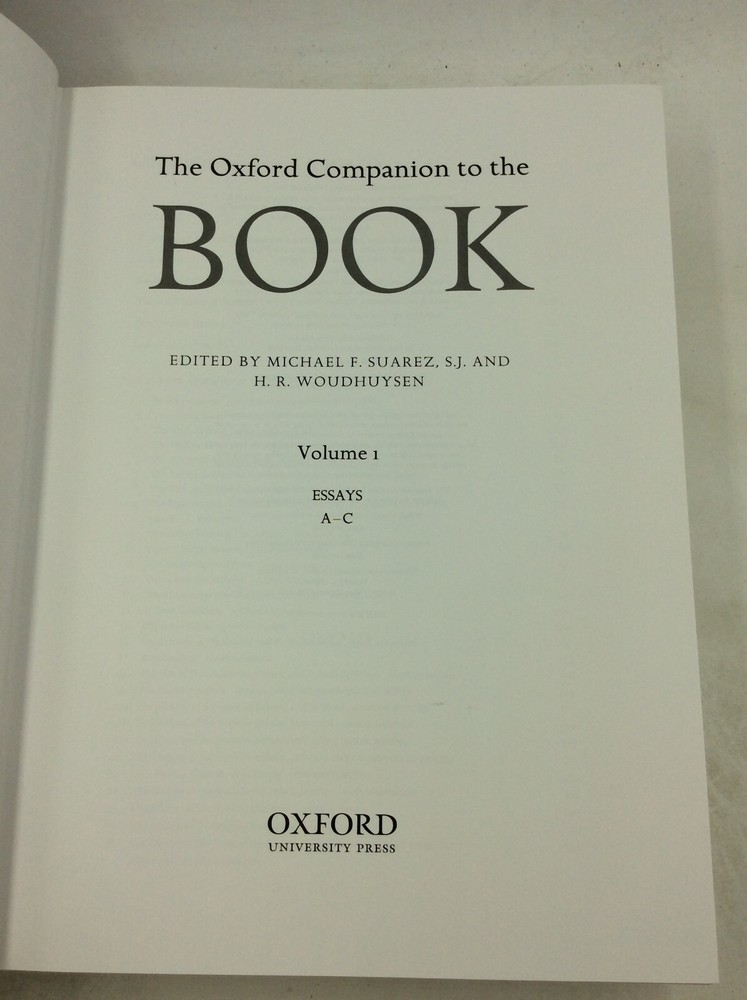 The Oxford Companion to the
BOOK
EDITED BY MICHAEL F. SUAREZ, S.J. AND
H. R. WOUDHUYSEN
Volume 1
ESSAYS
A–C
OXFORD
UNIVERSITY PRESS